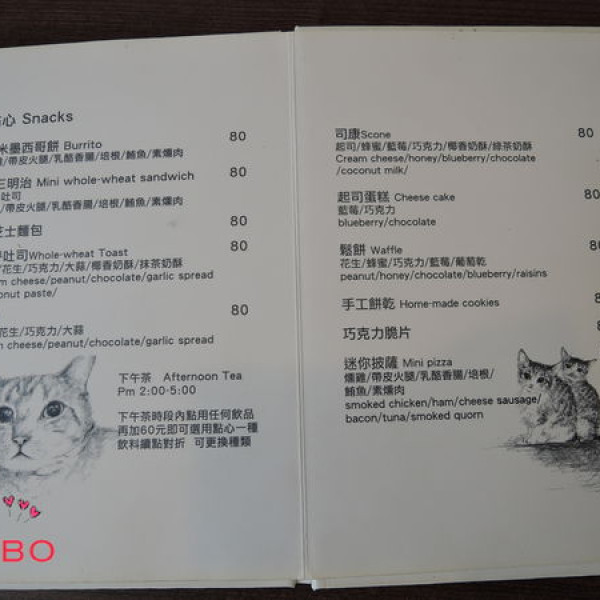 心 Snacks
米墨西哥餅 Burrito 80
雞/帶皮火腿/乳酪香腸/培根/鮪魚/素燻肉
三明治 Mini whole-wheat sandwich 80
吐司
/帶皮火腿/乳酪香腸/培根/鮪魚/素燻肉
芝士麵包 80
吐司Whole-wheat Toast 80
/花生/巧克力/大蒜/椰香奶酥/抹茶奶酥
m cheese/peanut/chocolate/garlic spread
onut paste/
80
/花生/巧克力/大蒜
m cheese/peanut/chocolate/garlic spread
下午茶 Afternoon Tea
Pm 2:00-5:00
下午茶時段內點用任何飲品
再加60元即可選用點心一種
飲料續點對折 可更換種類
BO
司康Scone 80
起司/蜂蜜/藍莓/巧克力/椰香奶酥/綠茶奶酥
Cream cheese/honey/blueberry/chocolate
/coconut milk/
起司蛋糕 Cheese cake 80
藍莓/巧克力
blueberry/chocolate
鬆餅 Waffle 80
花生/蜂蜜/巧克力/藍莓/葡萄乾
peanut/honey/chocolate/blueberry/raisins
手工餅乾 Home-made cookies
巧克力脆片
迷你披薩 Mini pizza
燻雞/帶皮火腿/乳酪香腸/培根/
鮪魚/素燻肉
smoked chicken/ham/cheese sausage/
bacon/tuna/smoked quorn